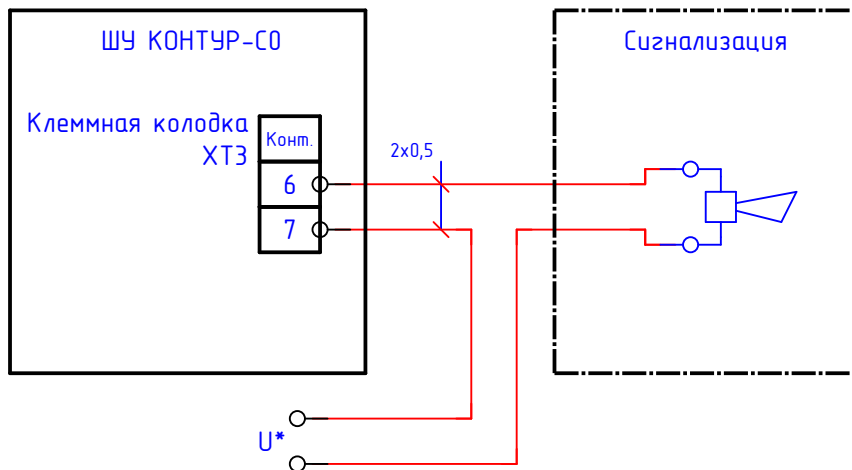 ШУ КОНТУР-СО
Сигнализация
Клеммная колодка
ХТ3
Конт.
2х0,5
6
7
U*